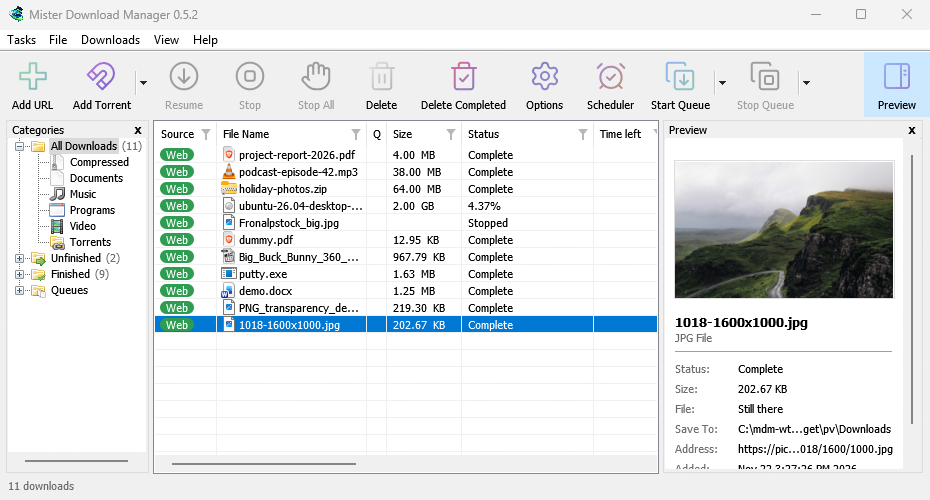 Mister Download Manager 0.5.2
Tasks File Downloads View Help
Add URL Add Torrent Resume Stop Stop All Delete Delete Completed Options Scheduler Start Queue Stop Queue Preview
Categories x
All Downloads (11)
Compressed
Documents
Music
Programs
Video
Torrents
Unfinished (2)
Finished (9)
Queues
Source File Name Q Size Status Time left
Web project-report-2026.pdf 4.00 MB Complete
Web podcast-episode-42.mp3 38.00 MB Complete
Web holiday-photos.zip 64.00 MB Complete
Web ubuntu-26.04-desktop-... 2.00 GB 4.37%
Web Fronalpstock_big.jpg Stopped
Web dummy.pdf 12.95 KB Complete
Web Big_Buck_Bunny_360_... 967.79 KB Complete
Web putty.exe 1.63 MB Complete
Web demo.docx 1.25 MB Complete
Web PNG_transparency_de... 219.30 KB Complete
Web 1018-1600x1000.jpg 202.67 KB Complete
Preview x
1018-1600x1000.jpg
JPG File
Status: Complete
Size: 202.67 KB
File: Still there
Save To: C:\mdm-wt...get\pv\Downloads
Address: https://pic...018/1600/1000.jpg
Added: Nov 22 3:27:26 PM 2026
11 downloads